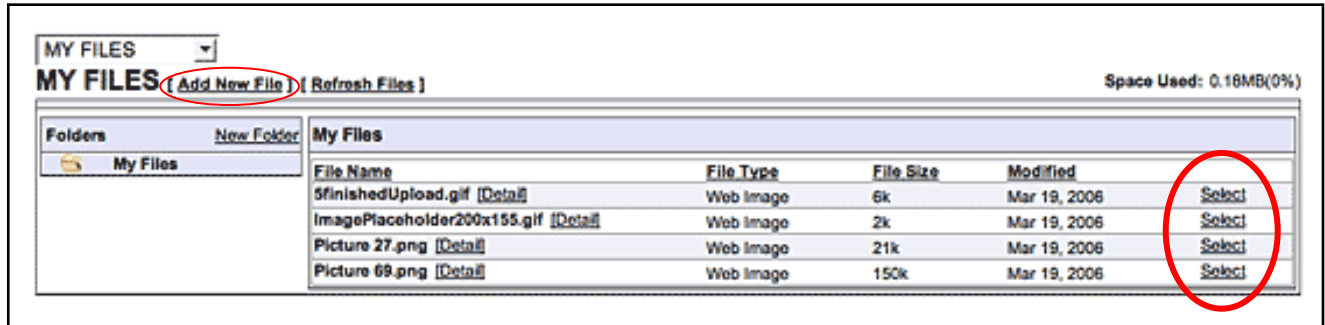 MY FILES
MY FILES [ Add New File ] [ Refresh Files ] Space Used: 0.18MB(0%)
Folders New Folder My Files
My Files
File Name File Type File Size Modified
5finishedUpload.gif [Detail] Web Image 6k Mar 19, 2006 Select
ImagePlaceholder200x155.gif [Detail] Web Image 2k Mar 19, 2006 Select
Picture 27.png [Detail] Web Image 21k Mar 19, 2006 Select
Picture 69.png [Detail] Web Image 150k Mar 19, 2006 Select